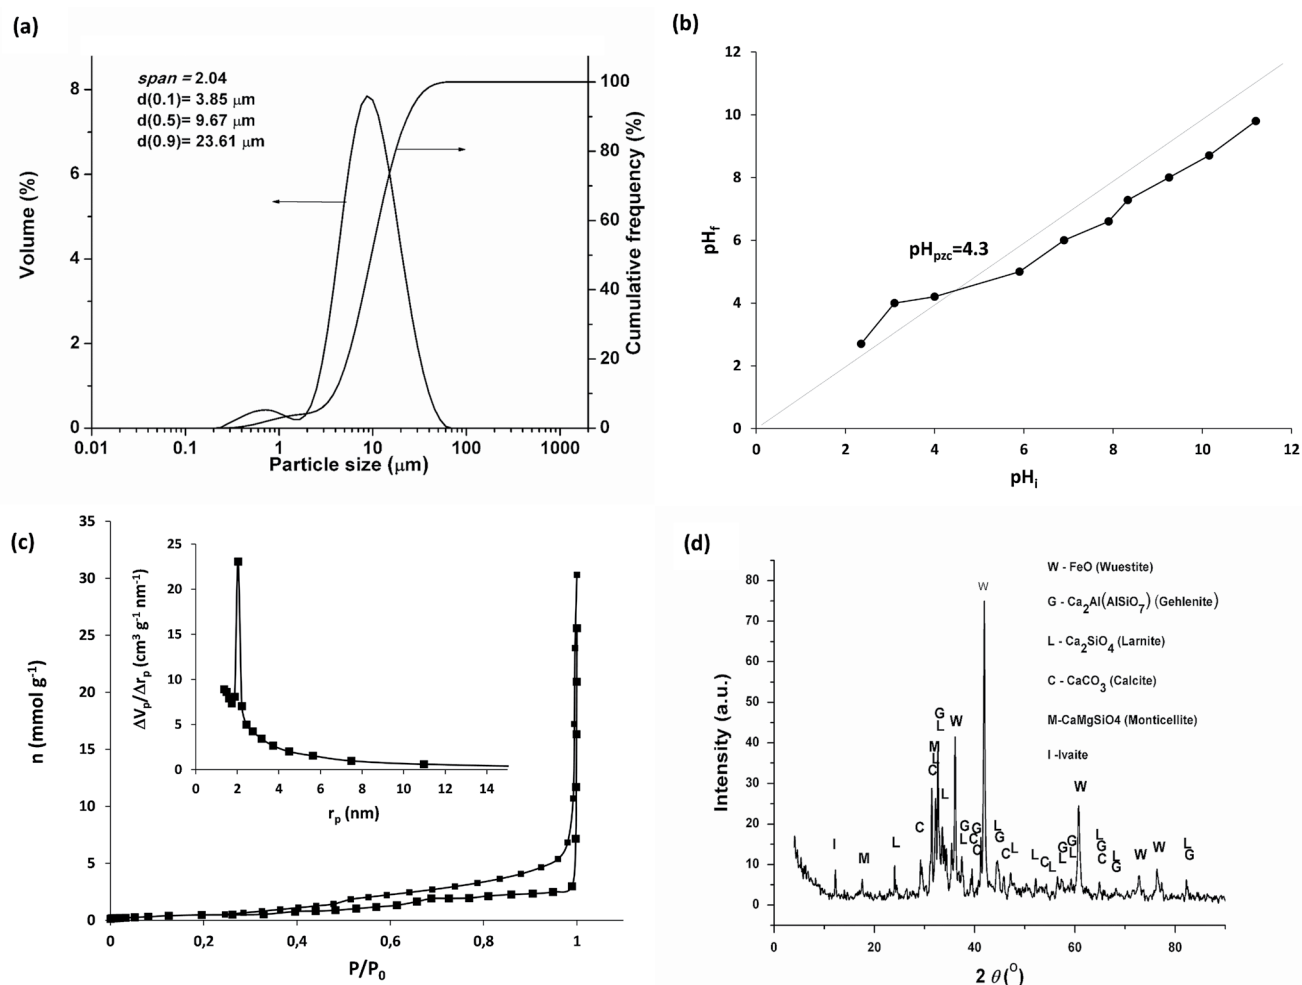 (a)
span = 2.04
d(0.1)= 3.85 μm
d(0.5)= 9.67 μm
d(0.9)= 23.61 μm
Volume (%)
8
6
4
2
0
100
80
60
40
20
0
Cumulative frequency (%)
0.01
0.1
1
10
100
1000
Particle size (μm)
(b)
12
10
8
6
4
2
0
pHf
pHpzc=4.3
0
2
4
6
8
10
12
pHi
(c)
35
30
25
20
15
10
5
0
n (mmol g-1)
25
20
15
10
5
0
ΔVp/Δrp (cm3 g-1 nm-1)
0
2
4
6
8
10
12
14
rp (nm)
0
0,2
0,4
0,6
0,8
1
P/P0
(d)
80
70
60
50
40
30
20
10
0
Intensity (a.u.)
W - FeO (Wuestite)
G - Ca2Al(AlSiO7) (Gehlenite)
L - Ca2SiO4 (Larnite)
C - CaCO3 (Calcite)
M-CaMgSiO4 (Monticellite)
I -Ivaite
I
M
L
C
M
L
C
G
L
L
W
G
L
G
C
C
W
L
G
C
L
L
C
L
G
L
G
L
W
L
G
C
L
G
W
W
L
G
0
20
40
60
80
2 θ (O)